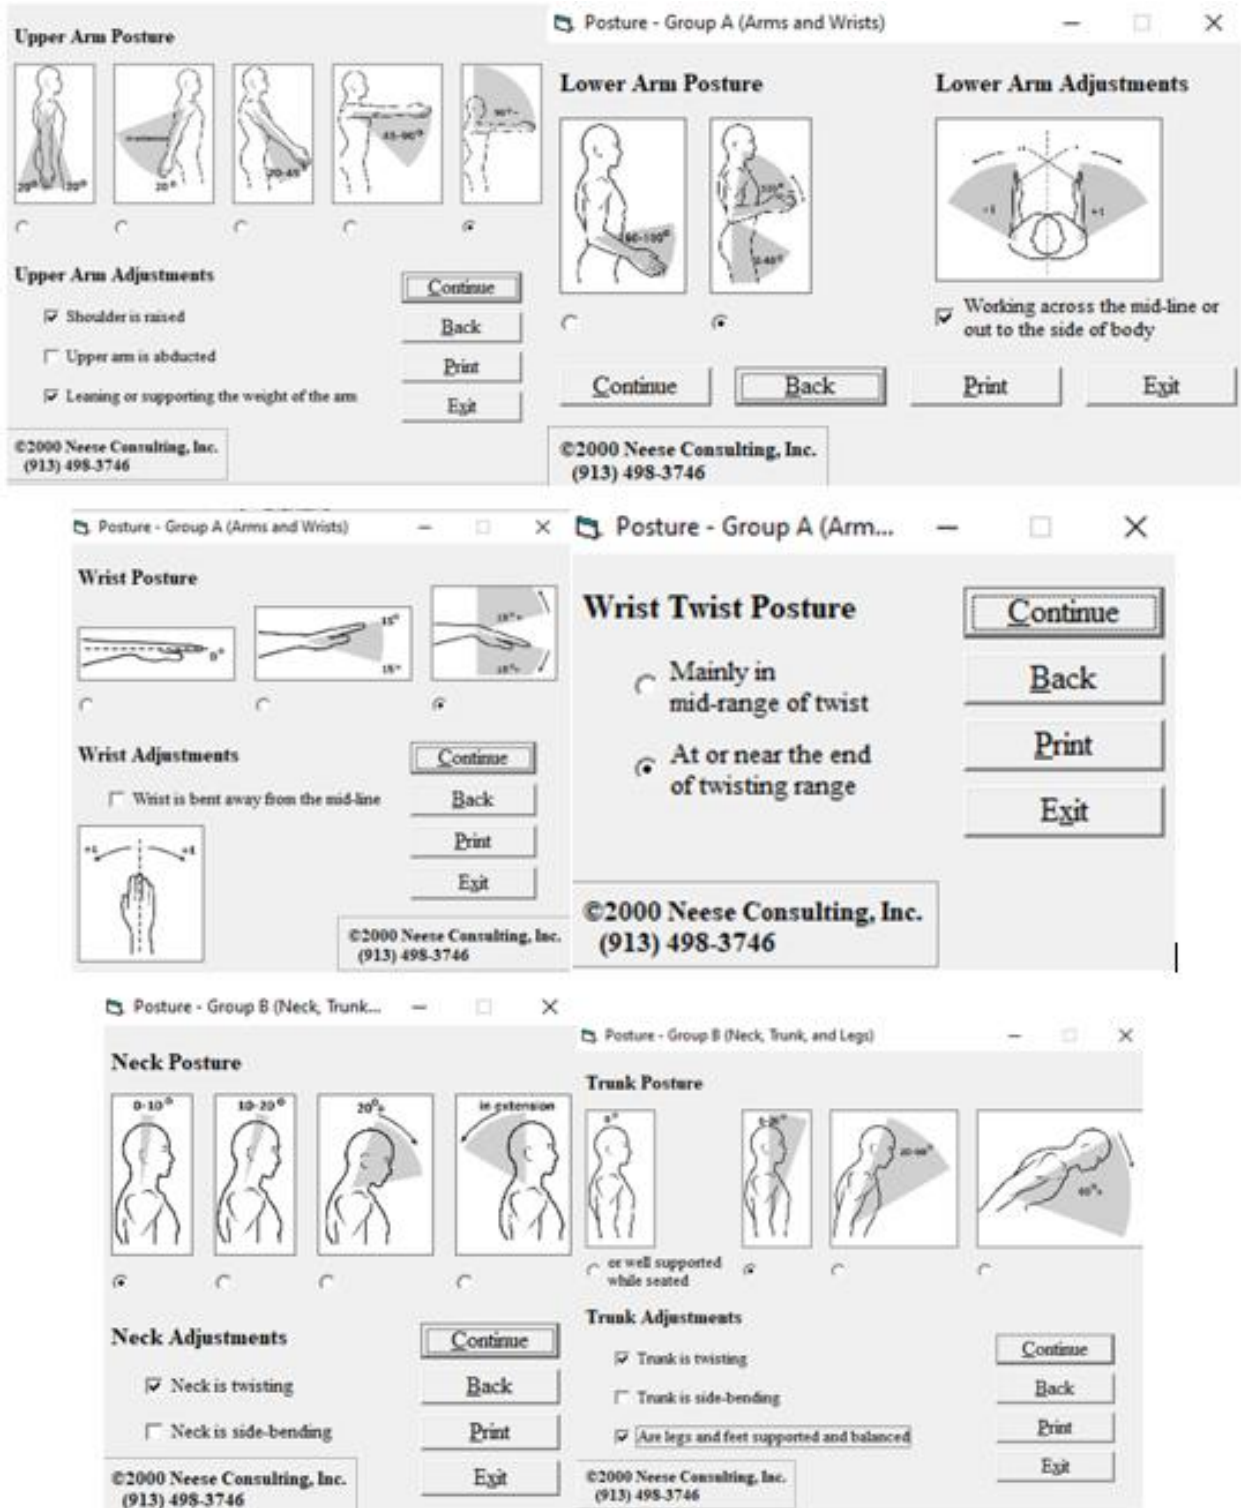 Upper Arm Posture
20° 20°
in extension
20°
20-45°
45-90°
90°+
Upper Arm Adjustments
Shoulder is raised
Upper arm is abducted
Leaning or supporting the weight of the arm
Continue
Back
Print
Exit
©2000 Neese Consulting, Inc.
(913) 498-3746
Posture - Group A (Arms and Wrists)
Lower Arm Posture
60-100°
100°
0-60°
Lower Arm Adjustments
+1
Working across the mid-line or
out to the side of body
Continue
Back
Print
Exit
©2000 Neese Consulting, Inc.
(913) 498-3746
Posture - Group A (Arms and Wrists)
Wrist Posture
0°
15°
15°
15°+
15°+
Wrist Adjustments
Wrist is bent away from the mid-line
+1 +1
Continue
Back
Print
Exit
©2000 Neese Consulting, Inc.
(913) 498-3746
Posture - Group A (Arm...
Wrist Twist Posture
Mainly in
mid-range of twist
At or near the end
of twisting range
Continue
Back
Print
Exit
©2000 Neese Consulting, Inc.
(913) 498-3746
Posture - Group B (Neck, Trunk...
Neck Posture
0-10°
10-20°
20°+
in extension
Neck Adjustments
Neck is twisting
Neck is side-bending
Continue
Back
Print
Exit
©2000 Neese Consulting, Inc.
(913) 498-3746
Posture - Group B (Neck, Trunk, and Legs)
Trunk Posture
0°
0-20°
20-60°
60°+
or well supported
while seated
Trunk Adjustments
Trunk is twisting
Trunk is side-bending
Are legs and feet supported and balanced
Continue
Back
Print
Exit
©2000 Neese Consulting, Inc.
(913) 498-3746